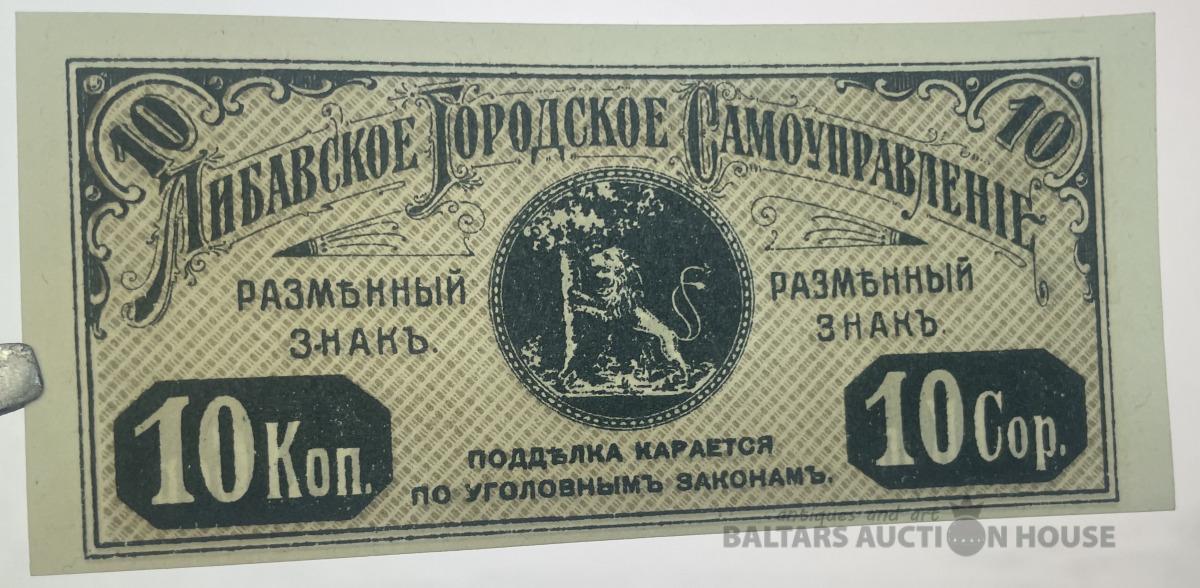 10 10
Либавское Городское Самоуправленіе
РАЗМѢННЫЙ
ЗНАКЪ.
РАЗМѢННЫЙ
ЗНАКЪ.
10 Коп.
10 Cop.
ПОДДѢЛКА КАРАЕТСЯ
ПО УГОЛОВНЫМЪ ЗАКОНАМЪ.
antiques and art
BALTARS AUCTION HOUSE